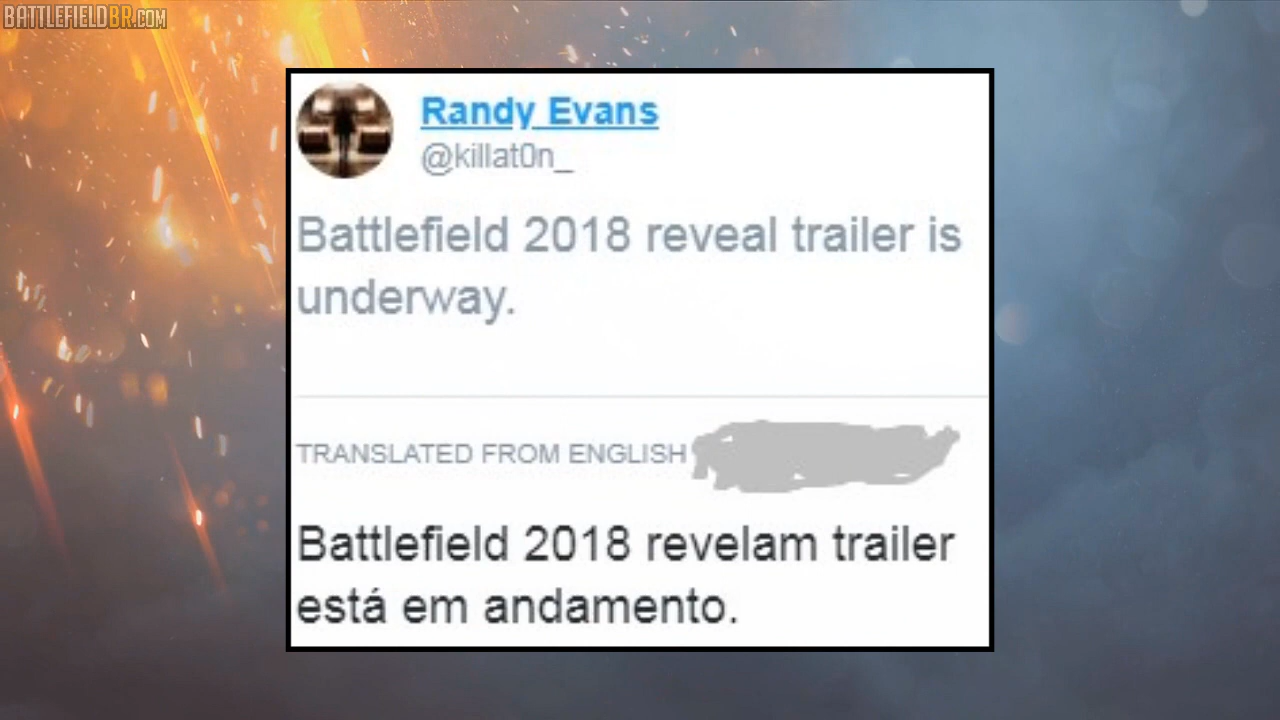 BATTLEFIELDBR.COM
Randy Evans
@killat0n_
Battlefield 2018 reveal trailer is
underway.
TRANSLATED FROM ENGLISH
Battlefield 2018 revelam trailer
está em andamento.